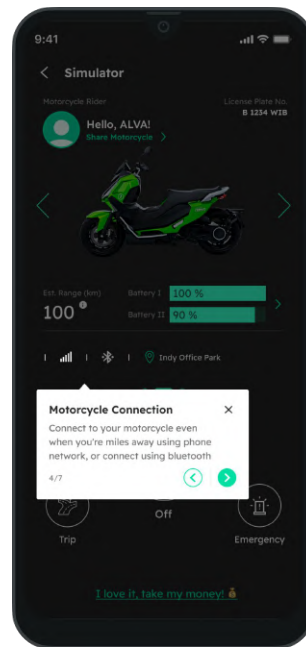 9:41
Simulator
Motorcycle Rider
License Plate No.
Hello, ALVA!
B 1234 WIB
Share Motorcycle
Est. Range (km)
Battery I
100 %
100
Battery II
90 %
Indy Office Park
Motorcycle Connection
Connect to your motorcycle even
when you're miles away using phone
network, or connect using bluetooth
4/7
Off
Trip
Emergency
I love it, take my money!